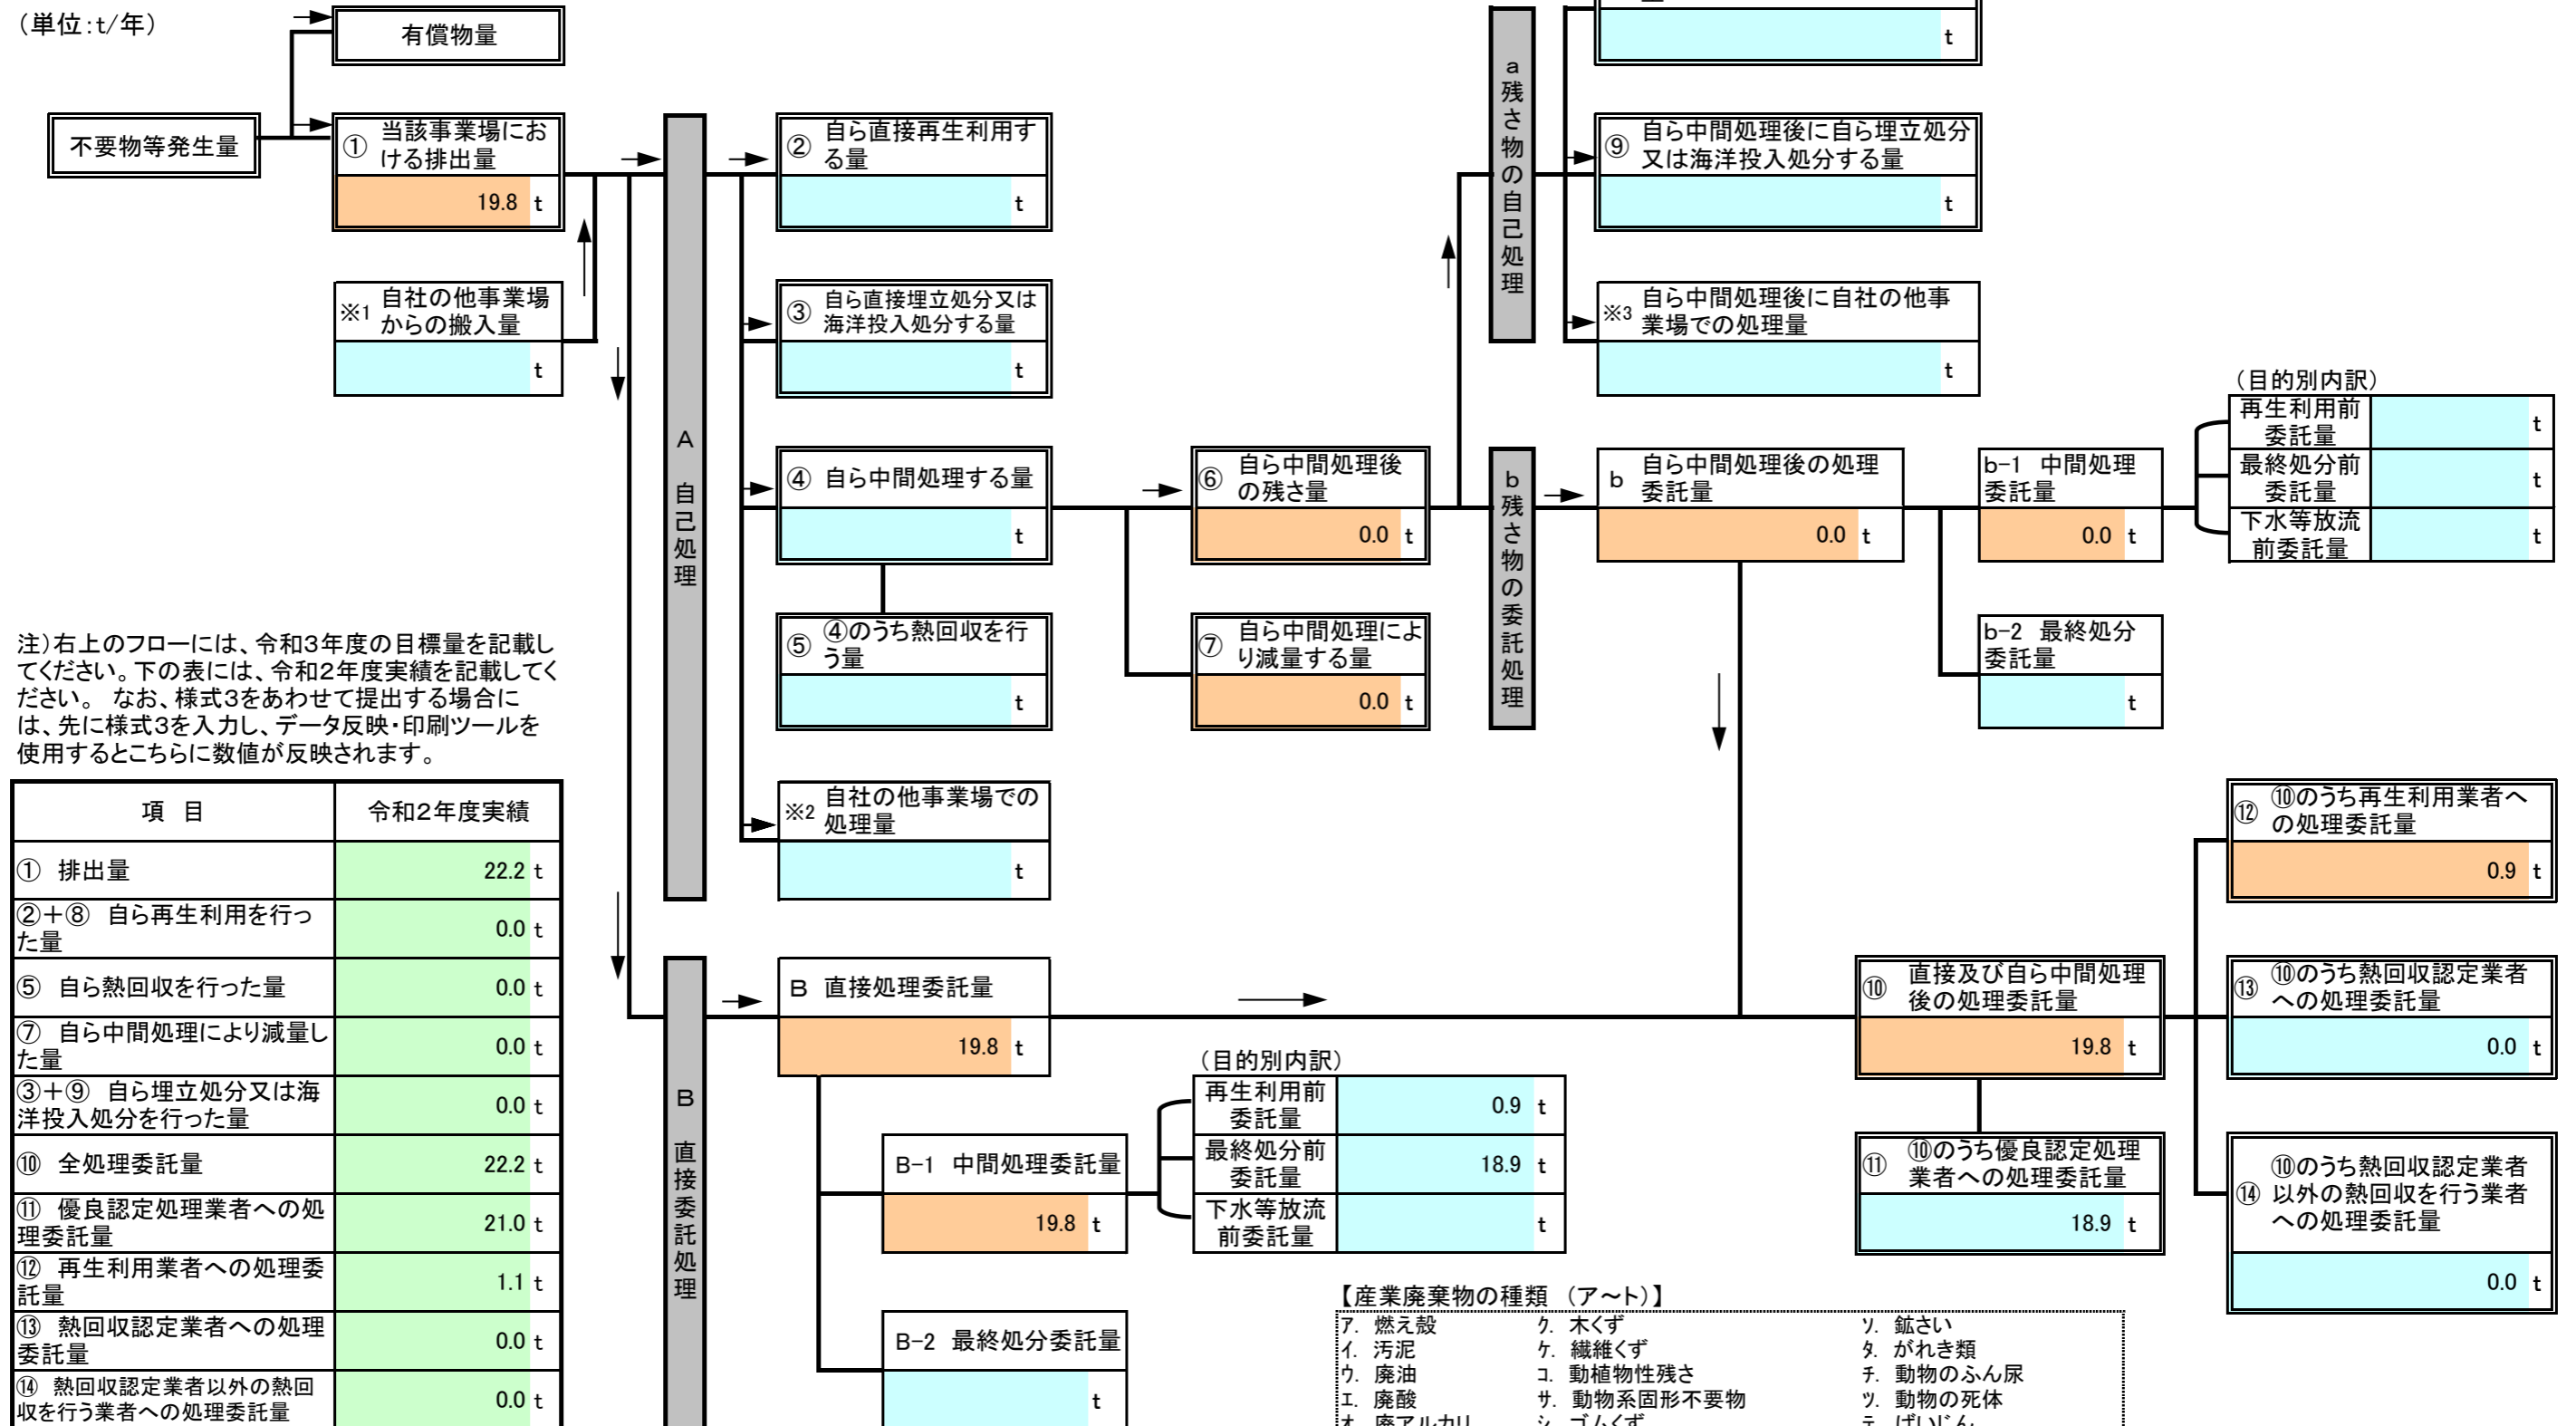 （単位：t/年）
有償物量
t
不要物等発生量
① 当該事業場にお
ける排出量
19.8 t
※1 自社の他事業場
からの搬入量
t
A 自己処理
② 自ら直接再生利用す
る量
t
③ 自ら直接埋立処分又は
海洋投入処分する量
t
④ 自ら中間処理する量
t
⑤ ④のうち熱回収を行
う量
t
※2 自社の他事業場での
処理量
t
⑥ 自ら中間処理後
の残さ量
0.0 t
⑦ 自ら中間処理によ
り減量する量
0.0 t
a 残さ物の自己処理
⑨ 自ら中間処理後に自ら埋立処分
又は海洋投入処分する量
t
※3 自ら中間処理後に自社の他事
業場での処理量
t
b 残さ物の委託処理
b 自ら中間処理後の処理
委託量
0.0 t
b-1 中間処理
委託量
0.0 t
（目的別内訳）
再生利用前
委託量
t
最終処分前
委託量
t
下水等放流
前委託量
t
b-2 最終処分
委託量
t
注）右上のフローには、令和3年度の目標量を記載し
てください。下の表には、令和2年度実績を記載してく
ださい。 なお、様式3をあわせて提出する場合に
は、先に様式3を入力し、データ反映・印刷ツールを
使用するとこちらに数値が反映されます。
項 目 令和2年度実績
① 排出量 22.2 t
②＋⑧ 自ら再生利用を行っ
た量
0.0 t
⑤ 自ら熱回収を行った量 0.0 t
⑦ 自ら中間処理により減量し
た量
0.0 t
③＋⑨ 自ら埋立処分又は海
洋投入処分を行った量
0.0 t
⑩ 全処理委託量 22.2 t
⑪ 優良認定処理業者への処
理委託量
21.0 t
⑫ 再生利用業者への処理委
託量
1.1 t
⑬ 熱回収認定業者への処理
委託量
0.0 t
⑭ 熱回収認定業者以外の熱回
収を行う業者への処理委託量
0.0 t
B 直接委託処理
B 直接処理委託量
19.8 t
B-1 中間処理委託量
19.8 t
（目的別内訳）
再生利用前
委託量
0.9 t
最終処分前
委託量
18.9 t
下水等放流
前委託量
t
B-2 最終処分委託量
t
⑩ 直接及び自ら中間処理
後の処理委託量
19.8 t
⑪ ⑩のうち優良認定処理
業者への処理委託量
18.9 t
⑫ ⑩のうち再生利用業者へ
の処理委託量
0.9 t
⑬ ⑩のうち熱回収認定業者
への処理委託量
0.0 t
⑭ ⑩のうち熱回収認定業者
以外の熱回収を行う業者
への処理委託量
0.0 t
【産業廃棄物の種類 （ア～ト）】
ア. 燃え殻 ク. 木くず ソ. 鉱さい
イ. 汚泥 ケ. 繊維くず タ. がれき類
ウ. 廃油 コ. 動植物性残さ チ. 動物のふん尿
エ. 廃酸 サ. 動物系固形不要物 ツ. 動物の死体
オ. 廃アルカリ シ. ゴムくず テ. ばいじん